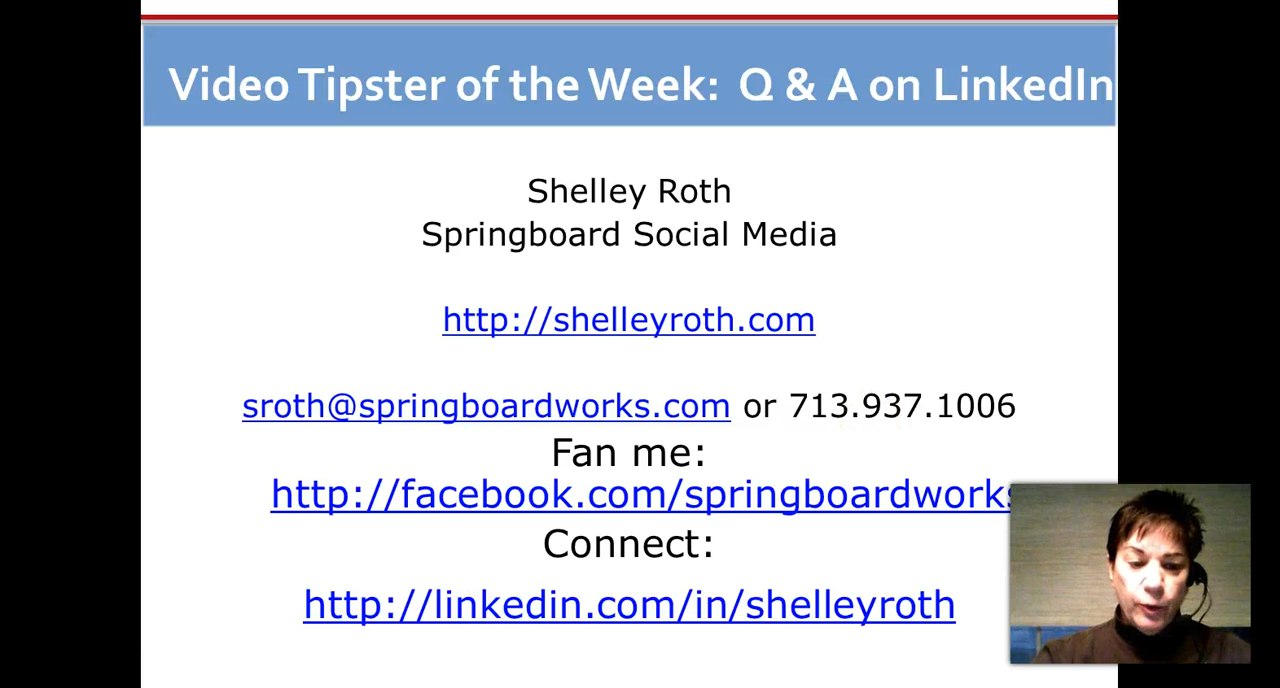 Video Tipster of the Week: Q & A on LinkedIn
Shelley Roth
Springboard Social Media
http://shelleyroth.com
sroth@springboardworks.com or 713.937.1006
Fan me:
http://facebook.com/springboardworks
Connect:
http://linkedin.com/in/shelleyroth